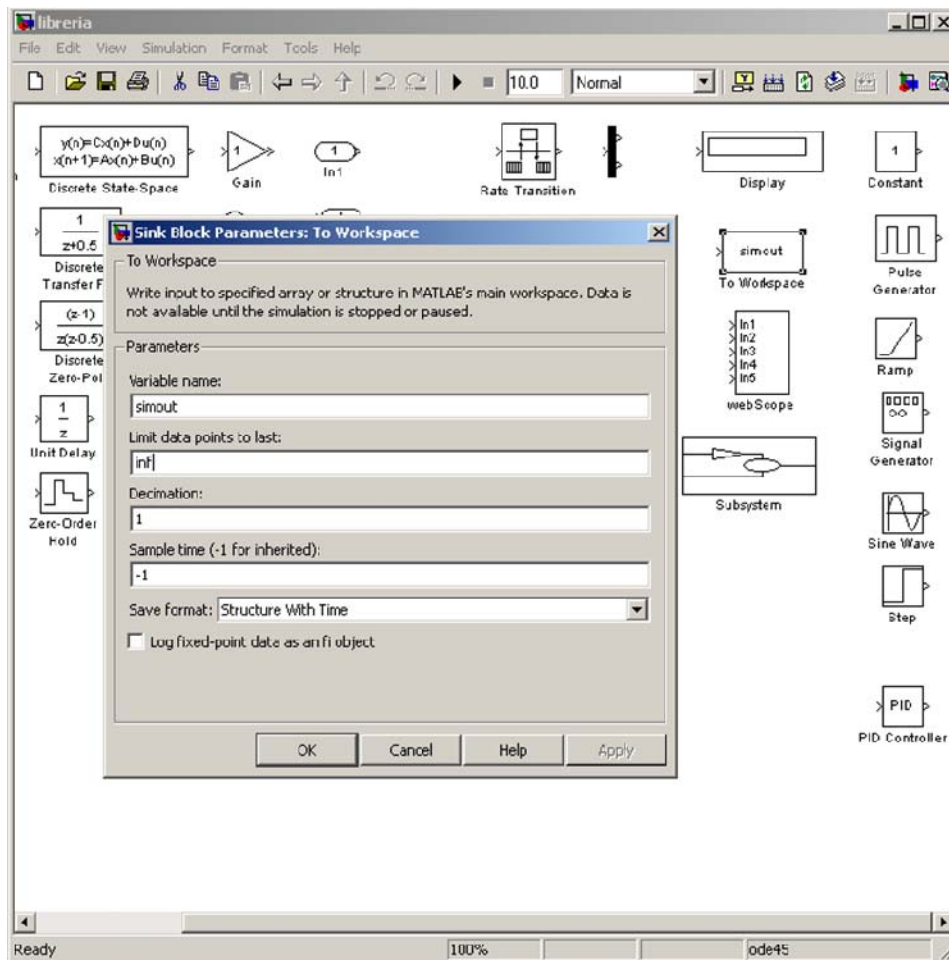 libreria
File Edit View Simulation Format Tools Help
10.0 Normal
y(n)=Cx(n)+Du(n)
x(n+1)=Ax(n)+Bu(n)
Discrete State-Space
1
Gain
1
In1
Rate Transition
Display
1
Constant
1
z+0.5
Discrete
Transfer F
(z-1)
z(z-0.5)
Discrete
Zero-Pol
1
z
Unit Delay
Zero-Order
Hold
Sink Block Parameters: To Workspace
To Workspace
Write input to specified array or structure in MATLAB's main workspace. Data is
not available until the simulation is stopped or paused.
Parameters
Variable name:
simout
Limit data points to last:
inf
Decimation:
1
Sample time (-1 for inherited):
-1
Save format: Structure With Time
Log fixed-point data as an fi object
OK Cancel Help Apply
simout
To Workspace
In1
In2
In3
In4
In5
webScope
Subsystem
Pulse
Generator
Ramp
Signal
Generator
Sine Wave
Step
PID
PID Controller
Ready 100% ode45